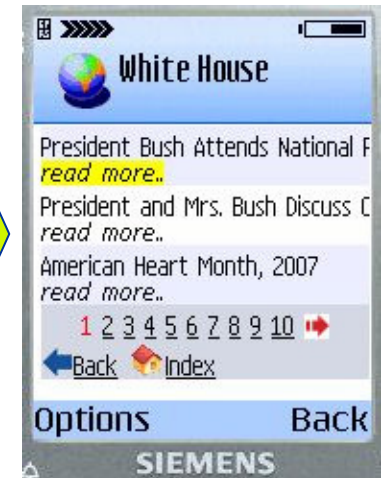 White House
President Bush Attends National
read more..
President and Mrs. Bush Discuss
read more..
American Heart Month, 2007
read more..
1 2 3 4 5 6 7 8 9 10
Back Index
Options Back
SIEMENS